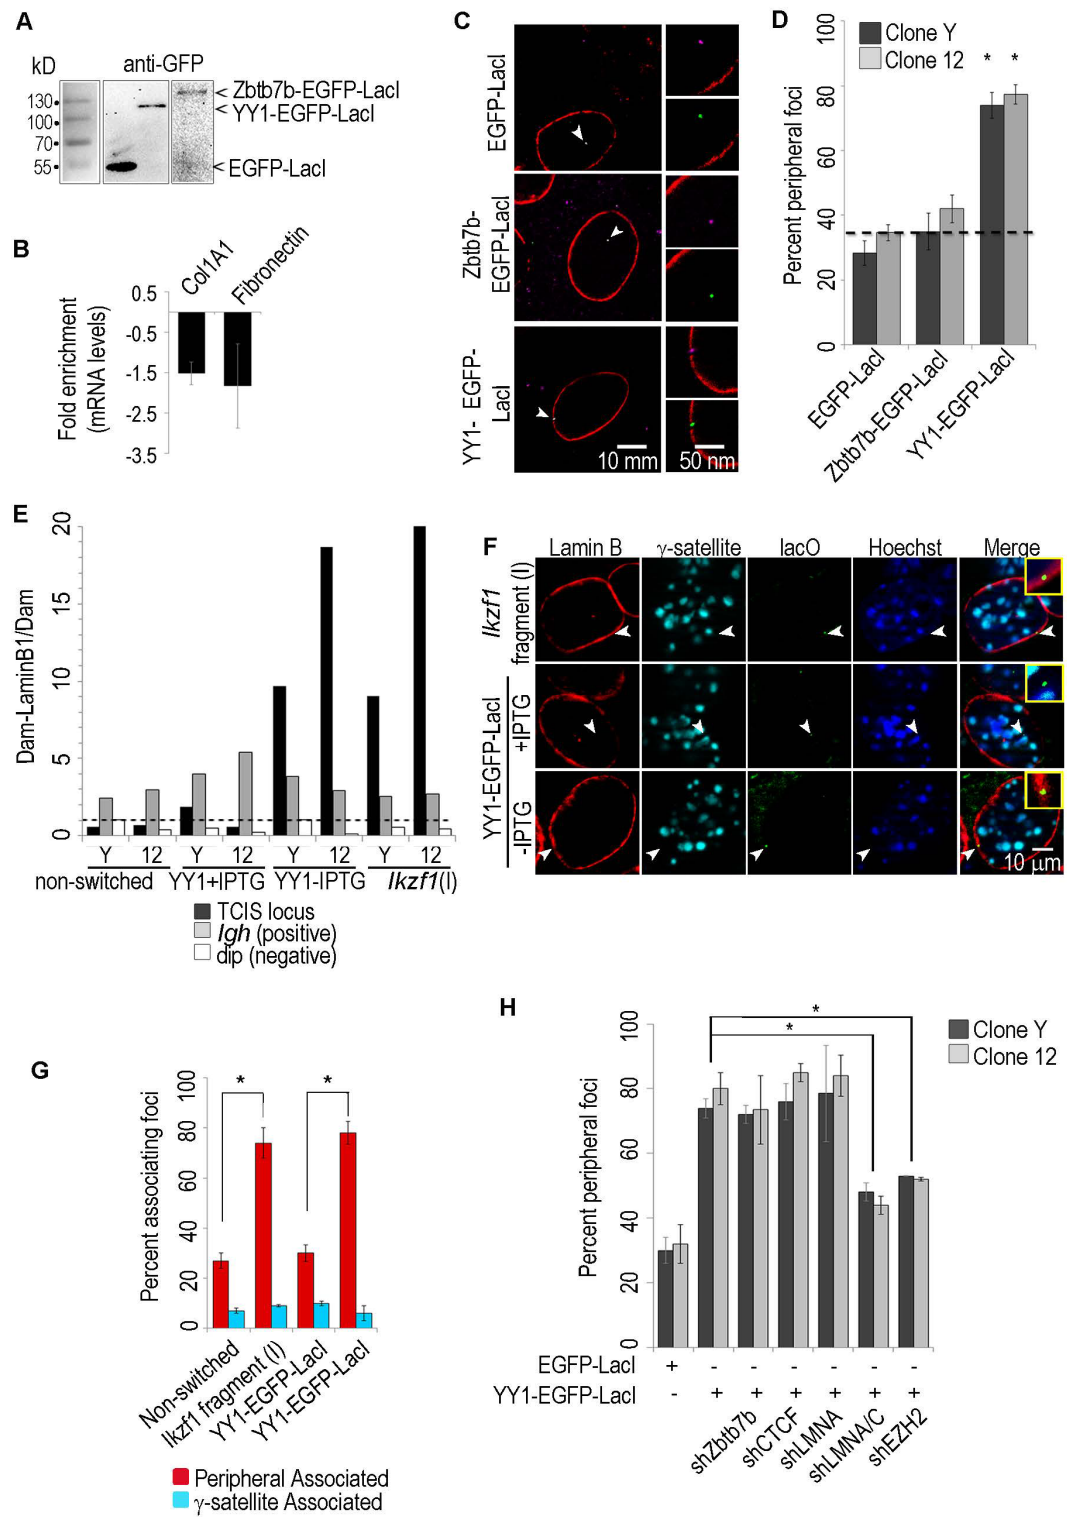 A
kD
anti-GFP
130
100
70
55
Zbtb7b-EGFP-LacI
YY1-EGFP-LacI
EGFP-LacI
B
Col1A1
Fibronectin
Fold enrichment
(mRNA levels)
0.5
-0.5
-1.5
-2.5
-3.5
C
EGFP-LacI
Zbtb7b-
EGFP-LacI
YY1- EGFP-
LacI
10 mm
50 nm
D
Clone Y
Clone 12
* *
Percent peripheral foci
100
80
60
40
20
0
EGFP-LacI
Zbtb7b-EGFP-LacI
YY1-EGFP-LacI
E
Dam-LaminB1/Dam
20
15
10
5
0
Y 12 Y 12 Y 12 Y 12
non-switched YY1+IPTG YY1-IPTG Ikzf1(I)
TCIS locus
Igh (positive)
dip (negative)
F
Lamin B γ-satellite lacO Hoechst Merge
Ikzf1
fragment (I)
YY1-EGFP-LacI
+IPTG
-IPTG
10 μm
G
Percent associating foci
100
80
60
40
20
0
* *
Non-switched
Ikzf1 fragment (I)
YY1-EGFP-LacI
YY1-EGFP-LacI
Peripheral Associated
γ-satellite Associated
H
Clone Y
Clone 12
*
*
Percent peripheral foci
100
80
60
40
20
0
EGFP-LacI + - - - - - -
YY1-EGFP-LacI - + + + + + +
shZbtb7b
shCTCF
shLMNA
shLMNA/C
shEZH2